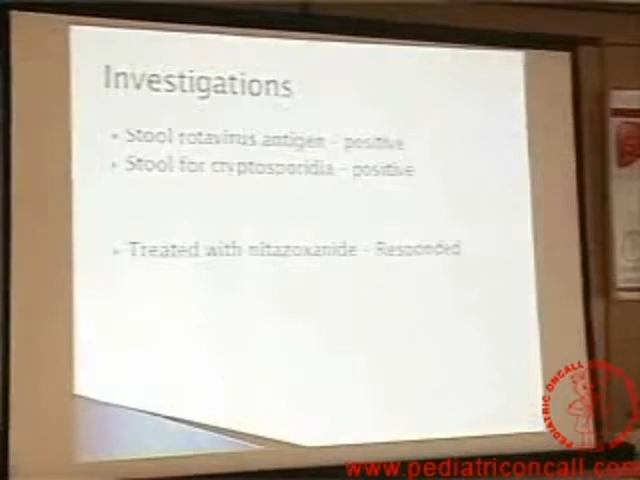 Investigations
• Stool rotavirus antigen - positive
• Stool for cryptosporidia - positive
• Treated with nitazoxanide - Responded
PEDIATRIC ONCALL
www.pediatriconcall.com